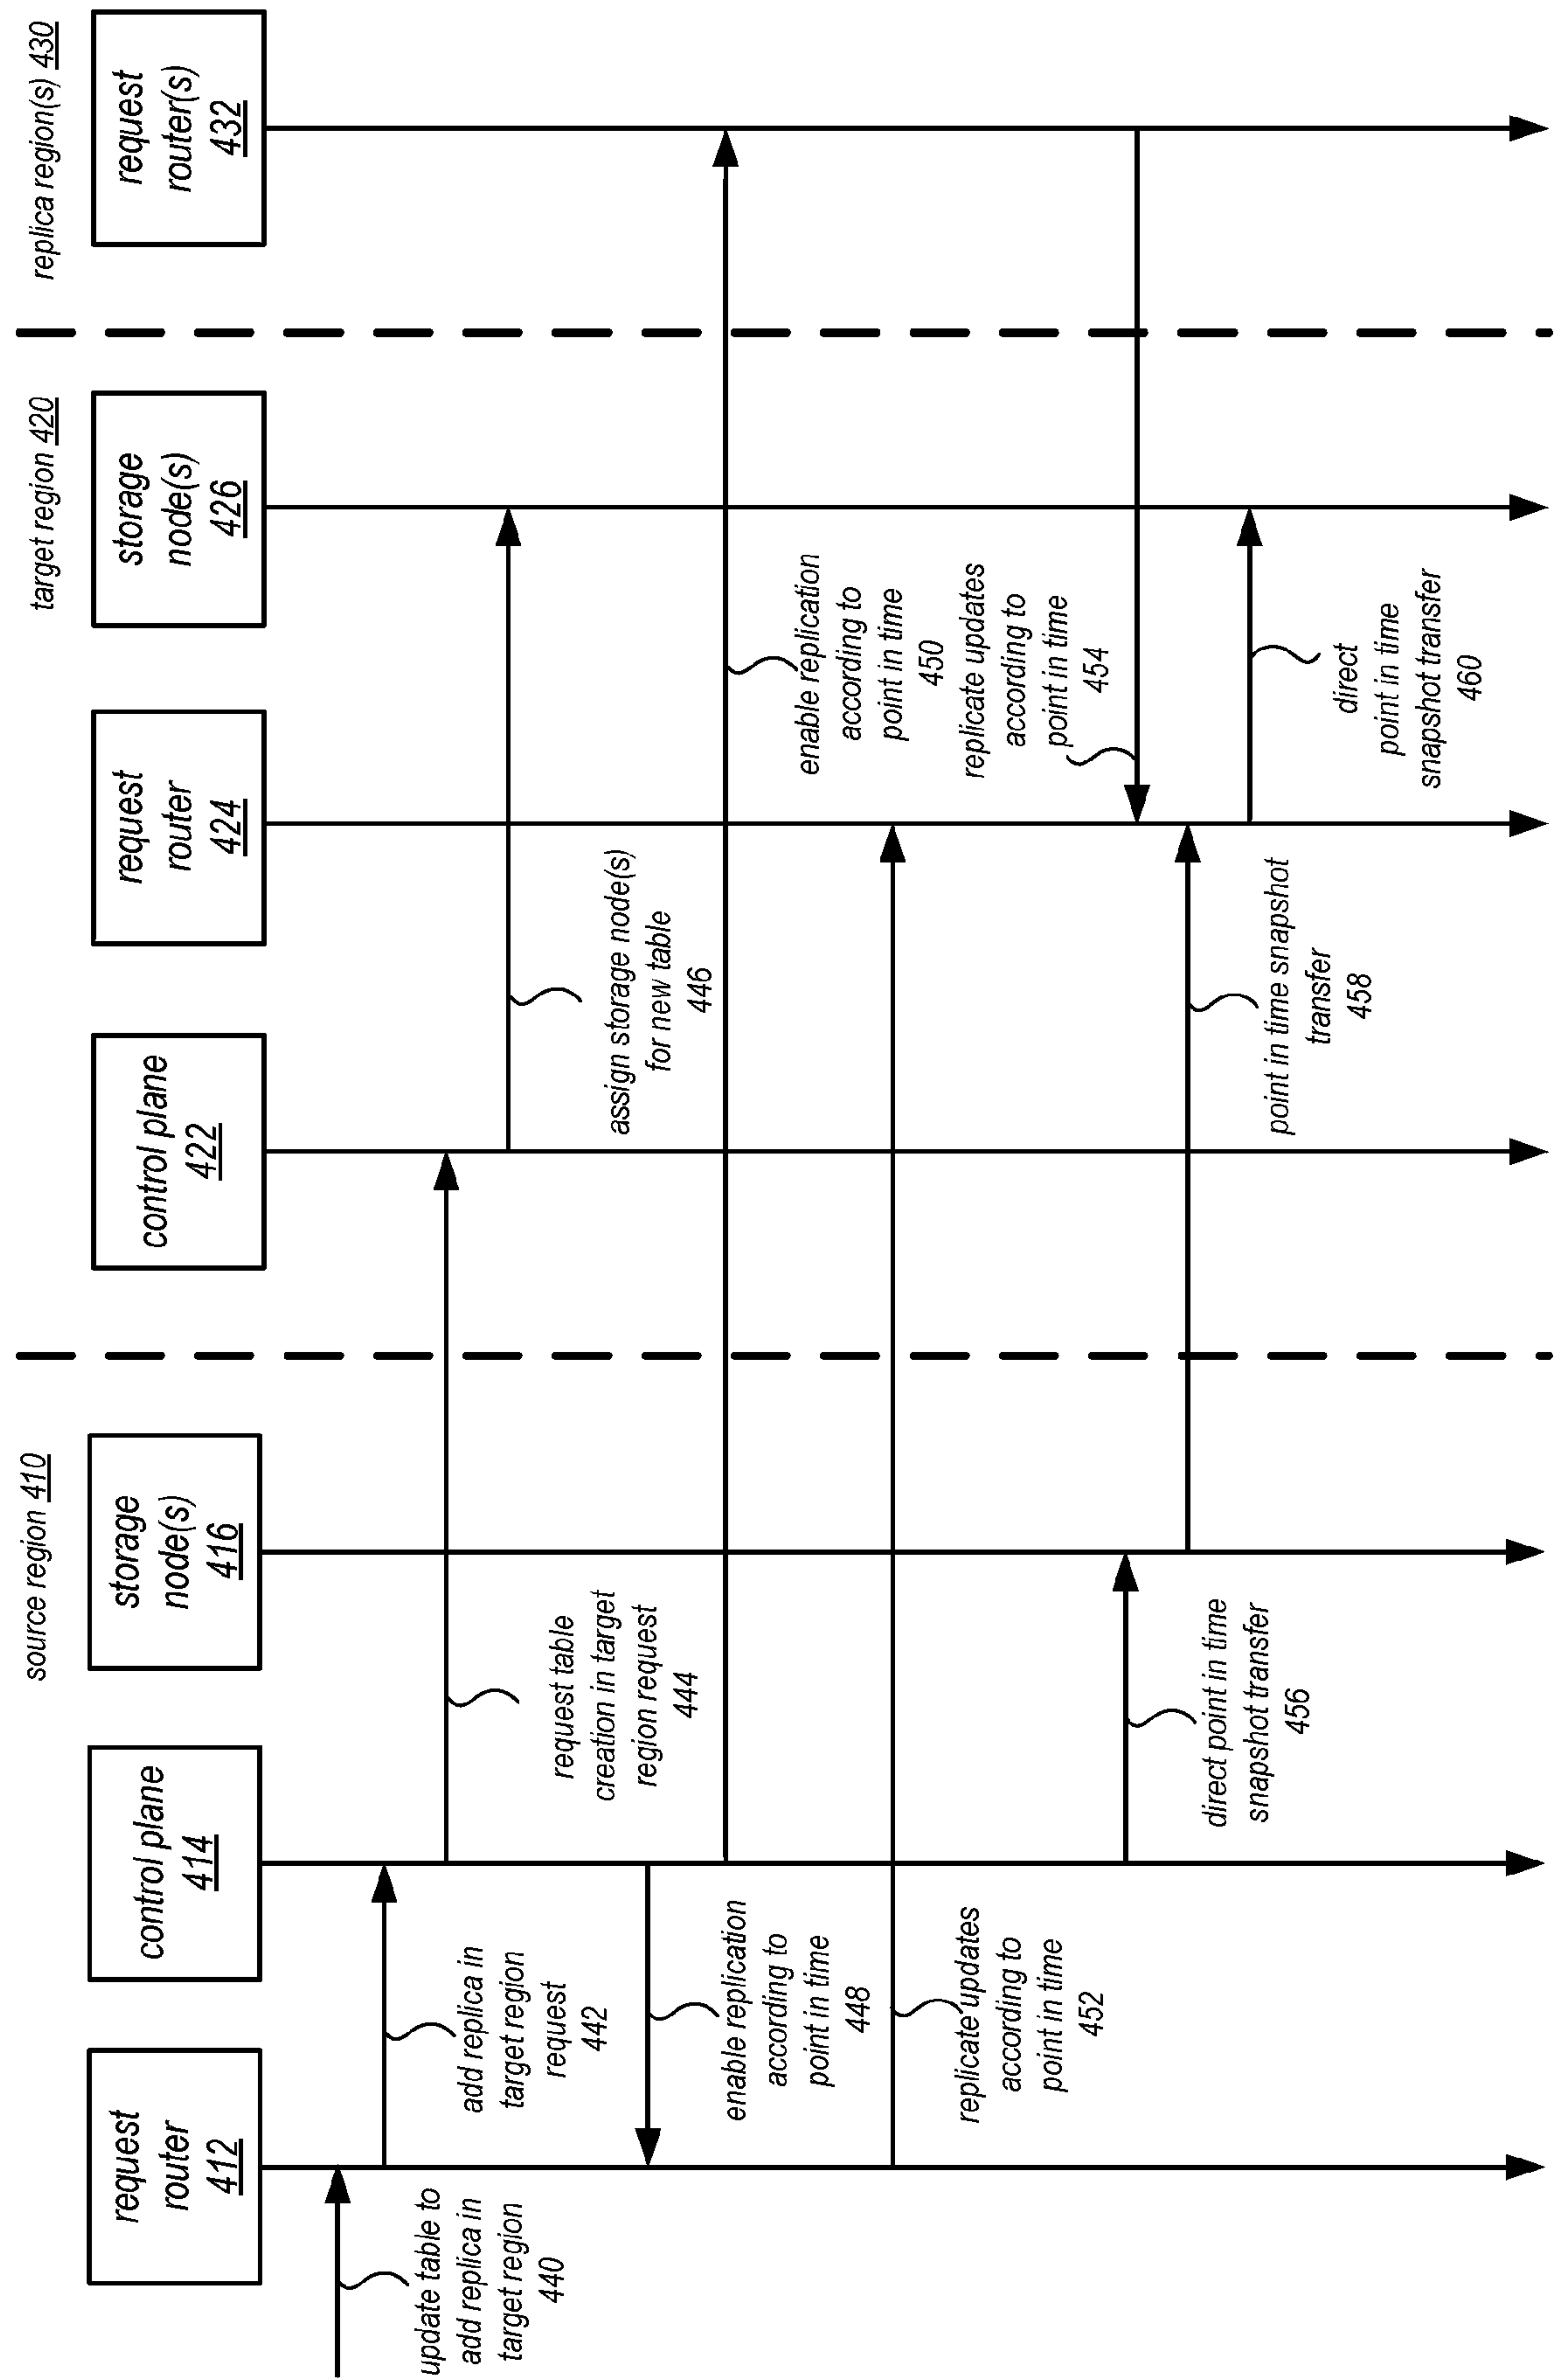 source region 410
target region 420
replica region(s) 430
request
router
412
control plane
414
storage
node(s)
416
control plane
422
request
router
424
storage
node(s)
426
request
router(s)
432
update table to
add replica in
target region
440
add replica in
target region
request
442
request table
creation in target
region request
444
assign storage node(s)
for new table
446
enable replication
according to
point in time
448
enable replication
according to
point in time
450
replicate updates
according to
point in time
452
replicate updates
according to
point in time
454
direct point in time
snapshot transfer
456
point in time snapshot
transfer
458
direct
point in time
snapshot transfer
460